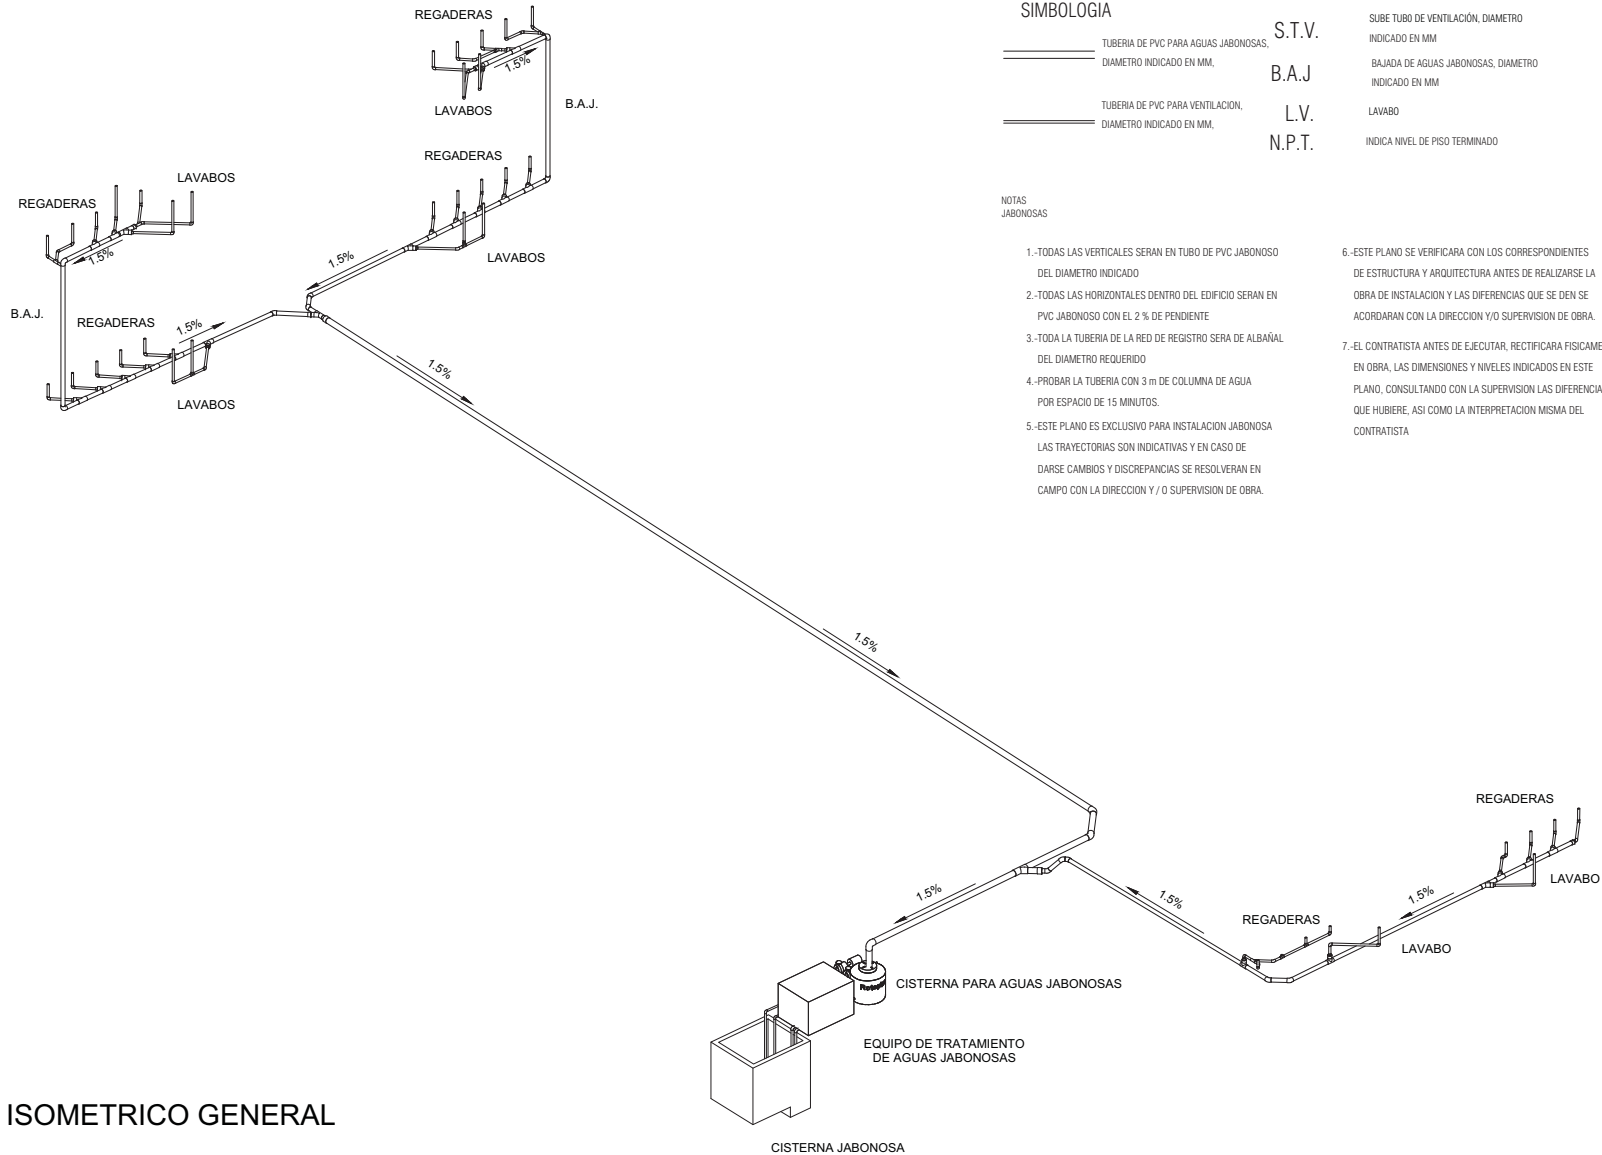 REGADERAS
1.5%
LAVABOS
B.A.J.
REGADERAS
LAVABOS
1.5%
REGADERAS
LAVABOS
1.5%
B.A.J.
REGADERAS
1.5%
LAVABOS
1.5%
1.5%
1.5%
1.5%
REGADERAS
LAVABO
1.5%
REGADERAS
LAVABO
CISTERNA PARA AGUAS JABONOSAS
EQUIPO DE TRATAMIENTO
DE AGUAS JABONOSAS
CISTERNA JABONOSA
ISOMETRICO GENERAL
SIMBOLOGIA
TUBERIA DE PVC PARA AGUAS JABONOSAS,
DIAMETRO INDICADO EN MM,
TUBERIA DE PVC PARA VENTILACION,
DIAMETRO INDICADO EN MM,
S.T.V.
SUBE TUBO DE VENTILACIÓN, DIAMETRO
INDICADO EN MM
B.A.J
BAJADA DE AGUAS JABONOSAS, DIAMETRO
INDICADO EN MM
L.V.
LAVABO
N.P.T.
INDICA NIVEL DE PISO TERMINADO
NOTAS
JABONOSAS
1.-TODAS LAS VERTICALES SERAN EN TUBO DE PVC JABONOSO
DEL DIAMETRO INDICADO
2.-TODAS LAS HORIZONTALES DENTRO DEL EDIFICIO SERAN EN
PVC JABONOSO CON EL 2 % DE PENDIENTE
3.-TODA LA TUBERIA DE LA RED DE REGISTRO SERA DE ALBAÑAL
DEL DIAMETRO REQUERIDO
4.-PROBAR LA TUBERIA CON 3 m DE COLUMNA DE AGUA
POR ESPACIO DE 15 MINUTOS.
5.-ESTE PLANO ES EXCLUSIVO PARA INSTALACION JABONOSA
LAS TRAYECTORIAS SON INDICATIVAS Y EN CASO DE
DARSE CAMBIOS Y DISCREPANCIAS SE RESOLVERAN EN
CAMPO CON LA DIRECCION Y / O SUPERVISION DE OBRA.
6.-ESTE PLANO SE VERIFICARA CON LOS CORRESPONDIENTES
DE ESTRUCTURA Y ARQUITECTURA ANTES DE REALIZARSE LA
OBRA DE INSTALACION Y LAS DIFERENCIAS QUE SE DEN SE
ACORDARAN CON LA DIRECCION Y/O SUPERVISION DE OBRA.
7.-EL CONTRATISTA ANTES DE EJECUTAR, RECTIFICARA FISICAME
EN OBRA, LAS DIMENSIONES Y NIVELES INDICADOS EN ESTE
PLANO, CONSULTANDO CON LA SUPERVISION LAS DIFERENCIA
QUE HUBIERE, ASI COMO LA INTERPRETACION MISMA DEL
CONTRATISTA